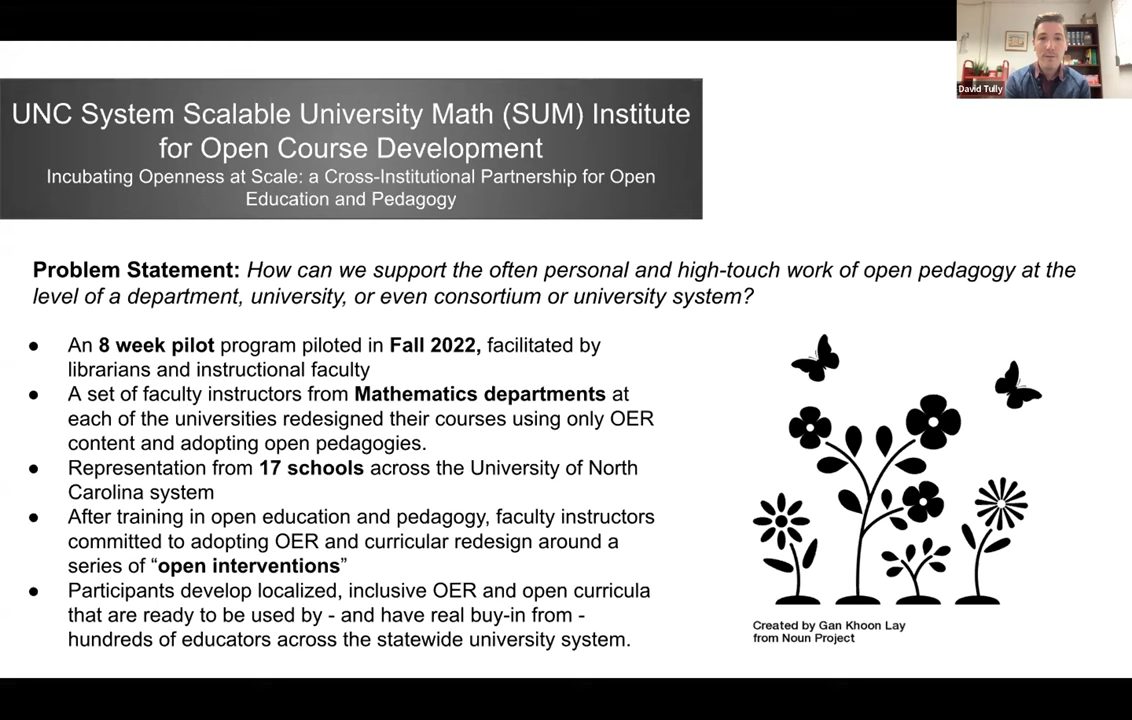 David Tully
UNC System Scalable University Math (SUM) Institute
for Open Course Development
Incubating Openness at Scale: a Cross-Institutional Partnership for Open
Education and Pedagogy
Problem Statement: How can we support the often personal and high-touch work of open pedagogy at the
level of a department, university, or even consortium or university system?
● An 8 week pilot program piloted in Fall 2022, facilitated by
librarians and instructional faculty
● A set of faculty instructors from Mathematics departments at
each of the universities redesigned their courses using only OER
content and adopting open pedagogies.
● Representation from 17 schools across the University of North
Carolina system
● After training in open education and pedagogy, faculty instructors
committed to adopting OER and curricular redesign around a
series of “open interventions”
● Participants develop localized, inclusive OER and open curricula
that are ready to be used by - and have real buy-in from -
hundreds of educators across the statewide university system.
Created by Gan Khoon Lay
from Noun Project